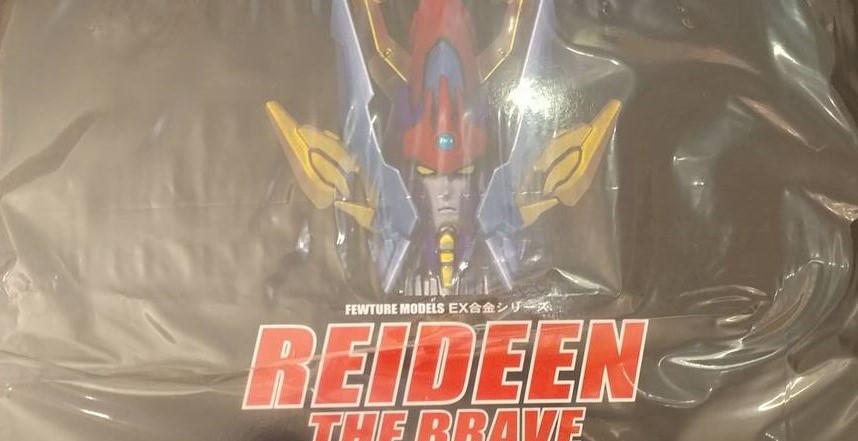 FEWTURE MODELS EX合金シリーズ
REIDEEN
THE BRAVE